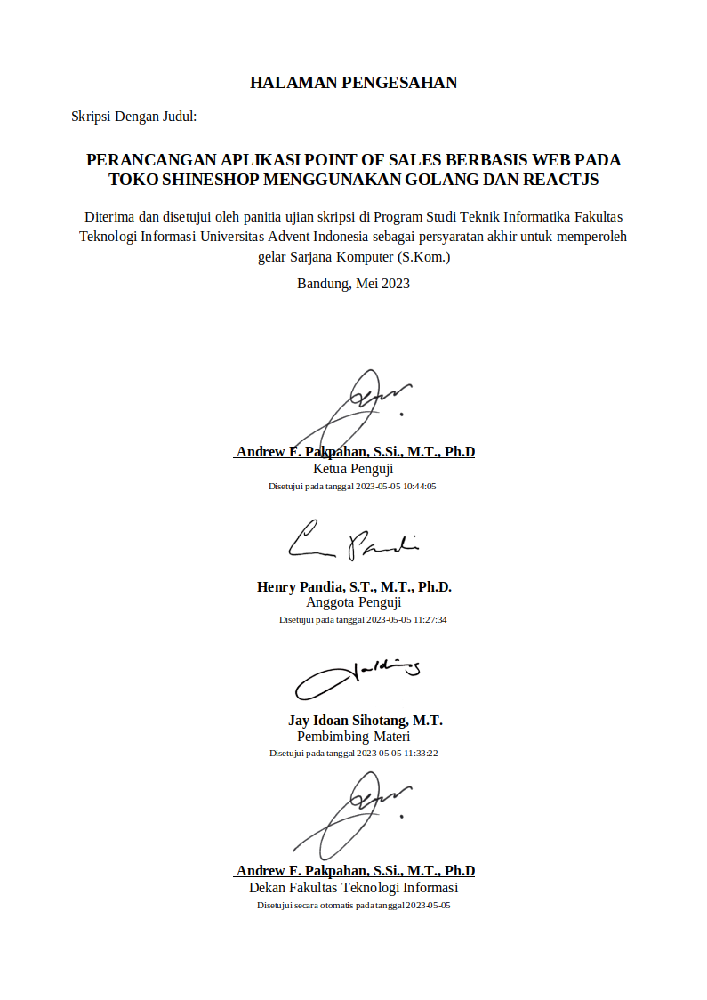 HALAMAN PENGESAHAN
Skripsi Dengan Judul:
PERANCANGAN APLIKASI POINT OF SALES BERBASIS WEB PADA
TOKO SHINESHOP MENGGUNAKAN GOLANG DAN REACTJS
Diterima dan disetujui oleh panitia ujian skripsi di Program Studi Teknik Informatika Fakultas
Teknologi Informasi Universitas Advent Indonesia sebagai persyaratan akhir untuk memperoleh
gelar Sarjana Komputer (S.Kom.)
Bandung, Mei 2023
Andrew F. Pakpahan, S.Si., M.T., Ph.D
Ketua Penguji
Disetujui pada tanggal 2023-05-05 10:44:05
Henry Pandia, S.T., M.T., Ph.D.
Anggota Penguji
Disetujui pada tanggal 2023-05-05 11:27:34
Jay Idoan Sihotang, M.T.
Pembimbing Materi
Disetujui pada tanggal 2023-05-05 11:33:22
Andrew F. Pakpahan, S.Si., M.T., Ph.D
Dekan Fakultas Teknologi Informasi
Disetujui secara otomatis pada tanggal 2023-05-05